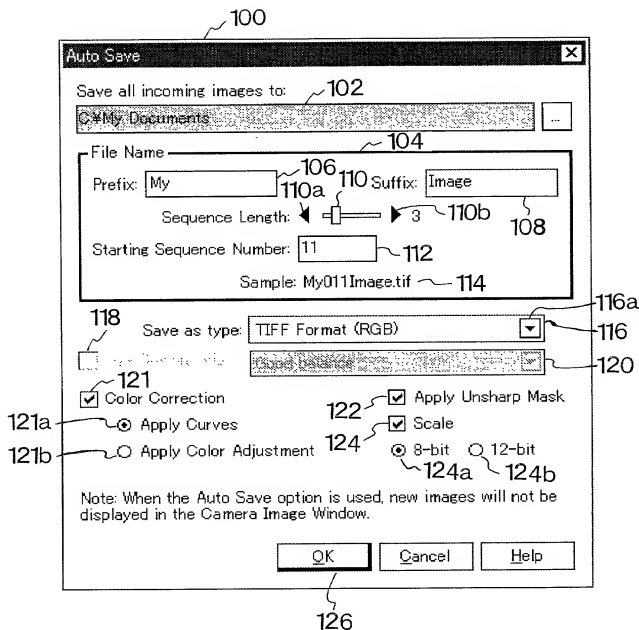 100
Auto Save
Save all incoming images to:
102
C:¥My Documents
...
File Name
104
Prefix: My
106
Suffix: Image
108
110a
110
110b
Sequence Length: 3
Starting Sequence Number: 11
112
Sample: My011Image.tif
114
116a
116
118
Save as type: TIFF Format (RGB)
Good balance
120
121
Color Correction
122
Apply Unsharp Mask
121a
Apply Curves
124
Scale
121b
Apply Color Adjustment
8-bit 12-bit
124a
124b
Note: When the Auto Save option is used, new images will not be
displayed in the Camera Image Window.
OK Cancel Help
126